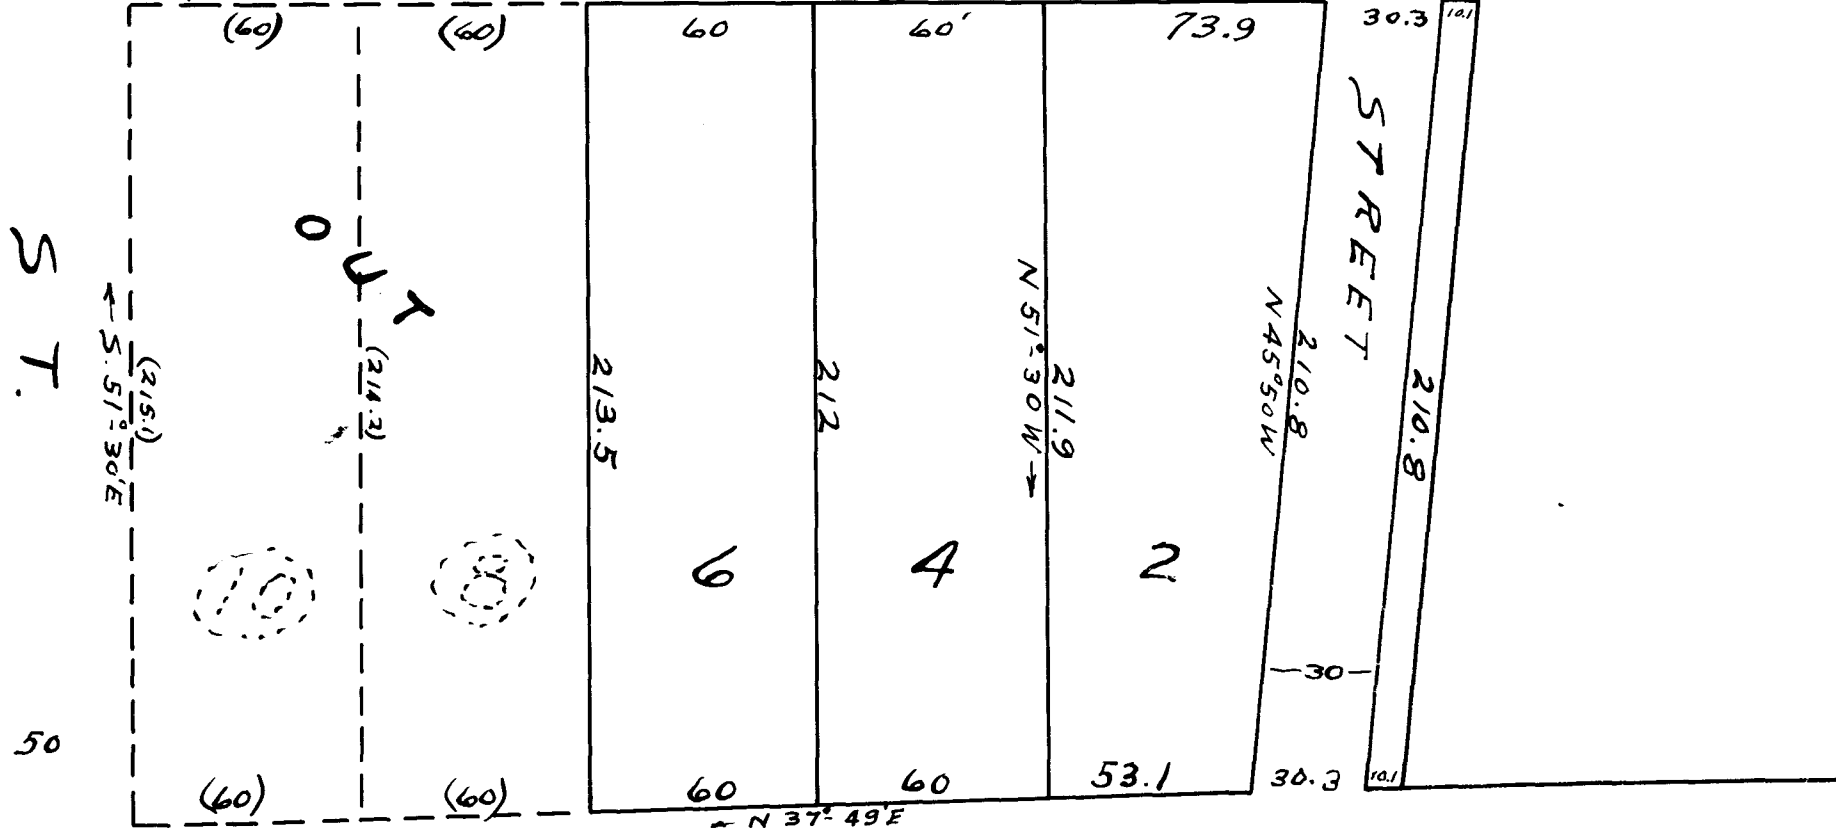 (60) (60) 60 60' 73.9 30.3 10.1
STREET
OUT
ST.
← S. 51°-30'E
(215.1)
(214.2)
213.5
212
N 51°-30 W →
211.9
N 45°50 W
210.8
210.8
10 8 6 4 2
-30-
50
(60) (60) 60 60 53.1 30.3 10.1
← N 37°-49'E